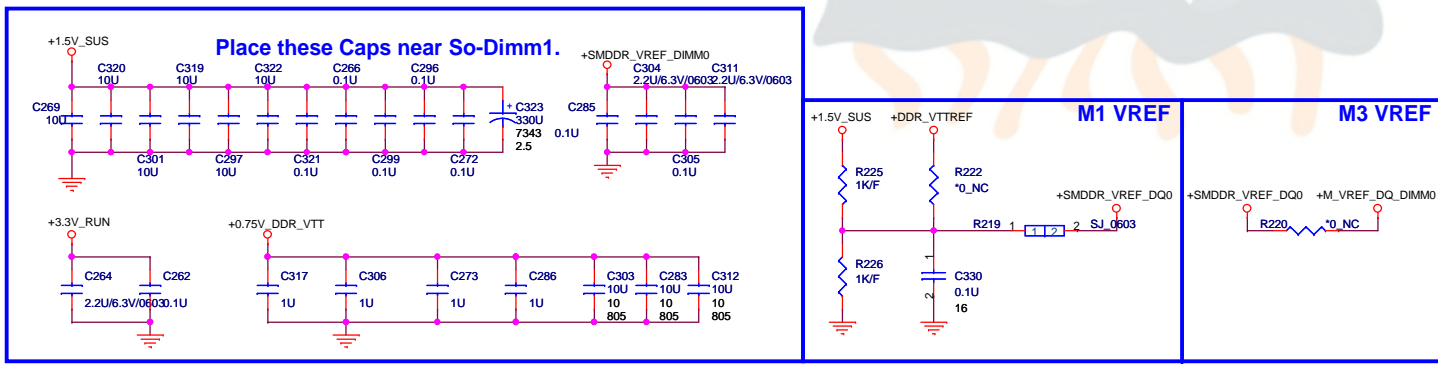 Place these Caps near So-Dimm1.
+1.5V_SUS
C320
10U
C319
10U
C322
10U
C266
0.1U
C296
0.1U
C269
10U
C301
10U
C297
10U
C321
0.1U
C299
0.1U
C272
0.1U
+ C323
330U
7343
2.5
+SMDDR_VREF_DIMM0
C304
2.2U/6.3V/0603
C311
2.2U/6.3V/0603
C285
0.1U
C305
0.1U
+3.3V_RUN
C264
2.2U/6.3V/0603
C262
0.1U
+0.75V_DDR_VTT
C317
1U
C306
1U
C273
1U
C286
1U
C303
10U
10
805
C283
10U
10
805
C312
10U
10
805
M1 VREF
+1.5V_SUS
+DDR_VTTREF
R225
1K/F
R222
*0_NC
+SMDDR_VREF_DQ0
R219 1 1 2 2 SJ_0603
R226
1K/F
1
C330
0.1U
16
2
M3 VREF
+SMDDR_VREF_DQ0
+M_VREF_DQ_DIMM0
R220 *0_NC